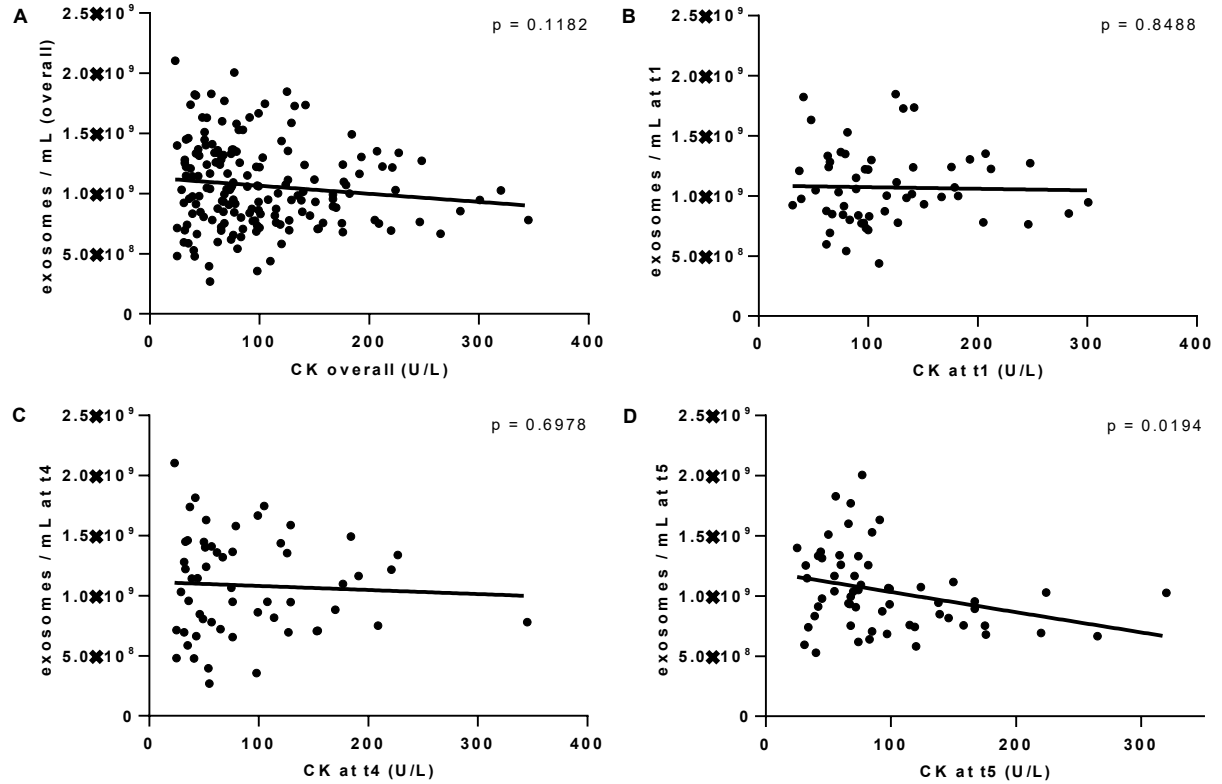 A
p = 0.1182
exosomes / mL (overall)
2.5✖10⁹
2.0✖10⁹
1.5✖10⁹
1.0✖10⁹
5.0✖10⁸
0
0 100 200 300 400
CK overall (U/L)
B
p = 0.8488
exosomes / mL at t1
2.5✖10⁹
2.0✖10⁹
1.5✖10⁹
1.0✖10⁹
5.0✖10⁸
0
0 100 200 300 400
CK at t1 (U/L)
C
p = 0.6978
exosomes / mL at t4
2.5✖10⁹
2.0✖10⁹
1.5✖10⁹
1.0✖10⁹
5.0✖10⁸
0
0 100 200 300 400
CK at t4 (U/L)
D
p = 0.0194
exosomes / mL at t5
2.5✖10⁹
2.0✖10⁹
1.5✖10⁹
1.0✖10⁹
5.0✖10⁸
0
0 100 200 300
CK at t5 (U/L)